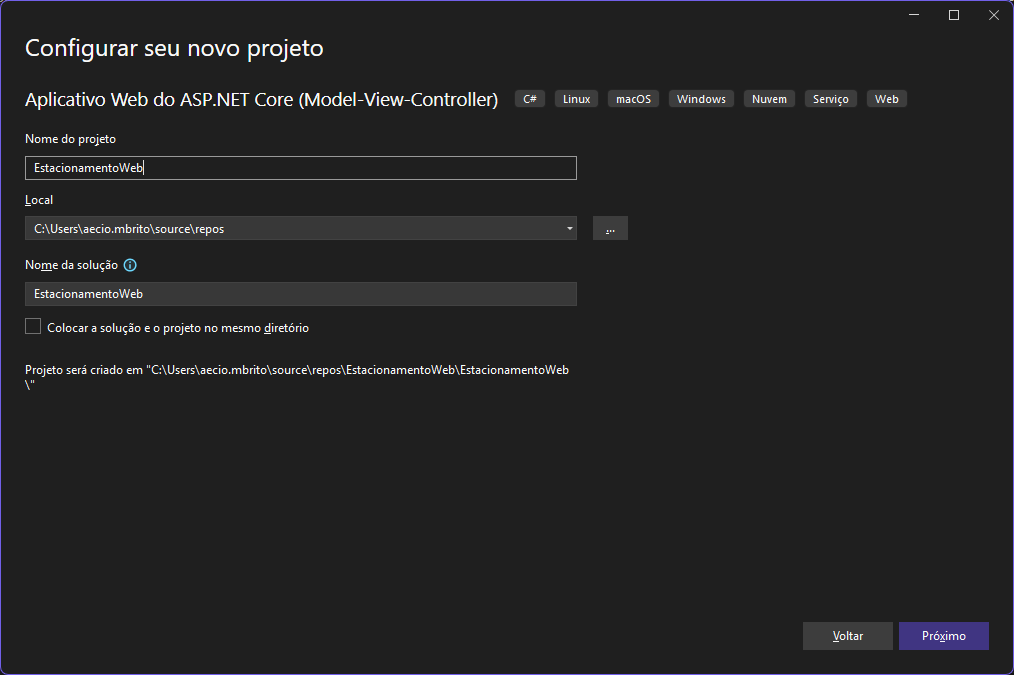 Configurar seu novo projeto
Aplicativo Web do ASP.NET Core (Model-View-Controller) C# Linux macOS Windows Nuvem Serviço Web
Nome do projeto
EstacionamentoWeb
Local
C:\Users\aecio.mbrito\source\repos ...
Nome da solução
EstacionamentoWeb
Colocar a solução e o projeto no mesmo diretório
Projeto será criado em "C:\Users\aecio.mbrito\source\repos\EstacionamentoWeb\EstacionamentoWeb
\"
Voltar Próximo